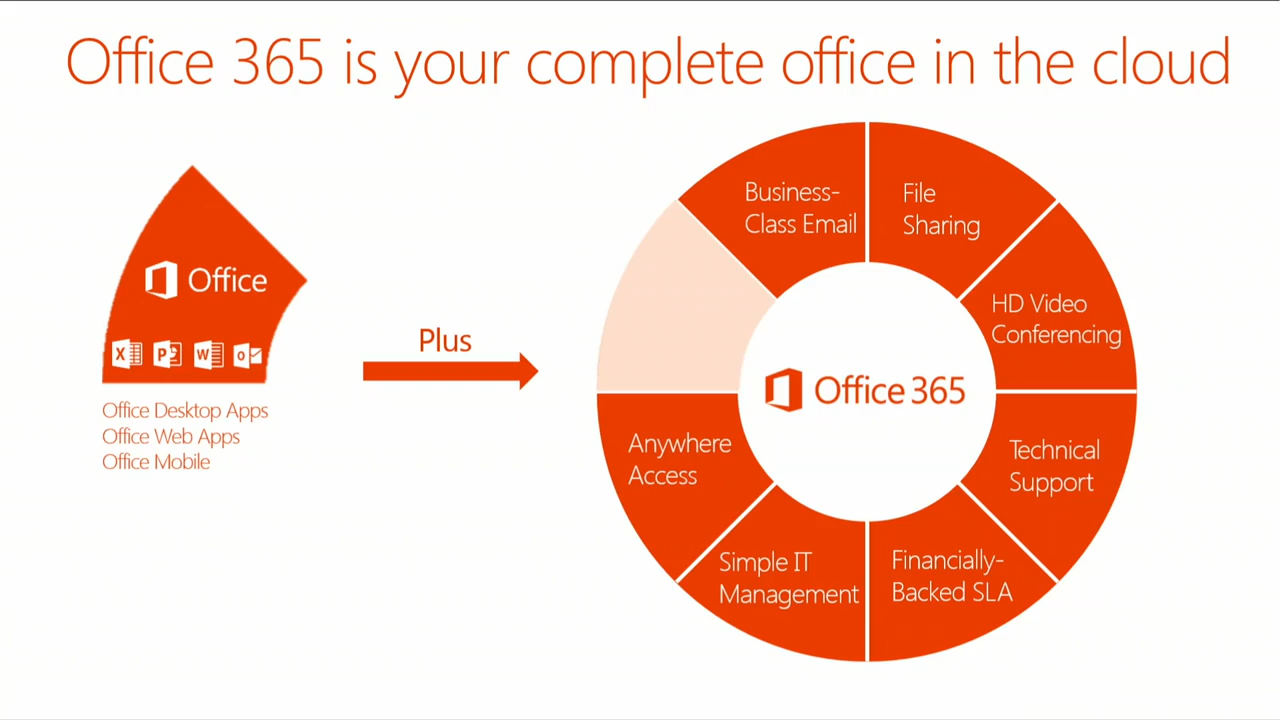 Office 365 is your complete office in the cloud
Office
X P W O
Office Desktop Apps
Office Web Apps
Office Mobile
Plus
Business-
Class Email
File
Sharing
HD Video
Conferencing
Technical
Support
Financially-
Backed SLA
Simple IT
Management
Anywhere
Access
Office 365